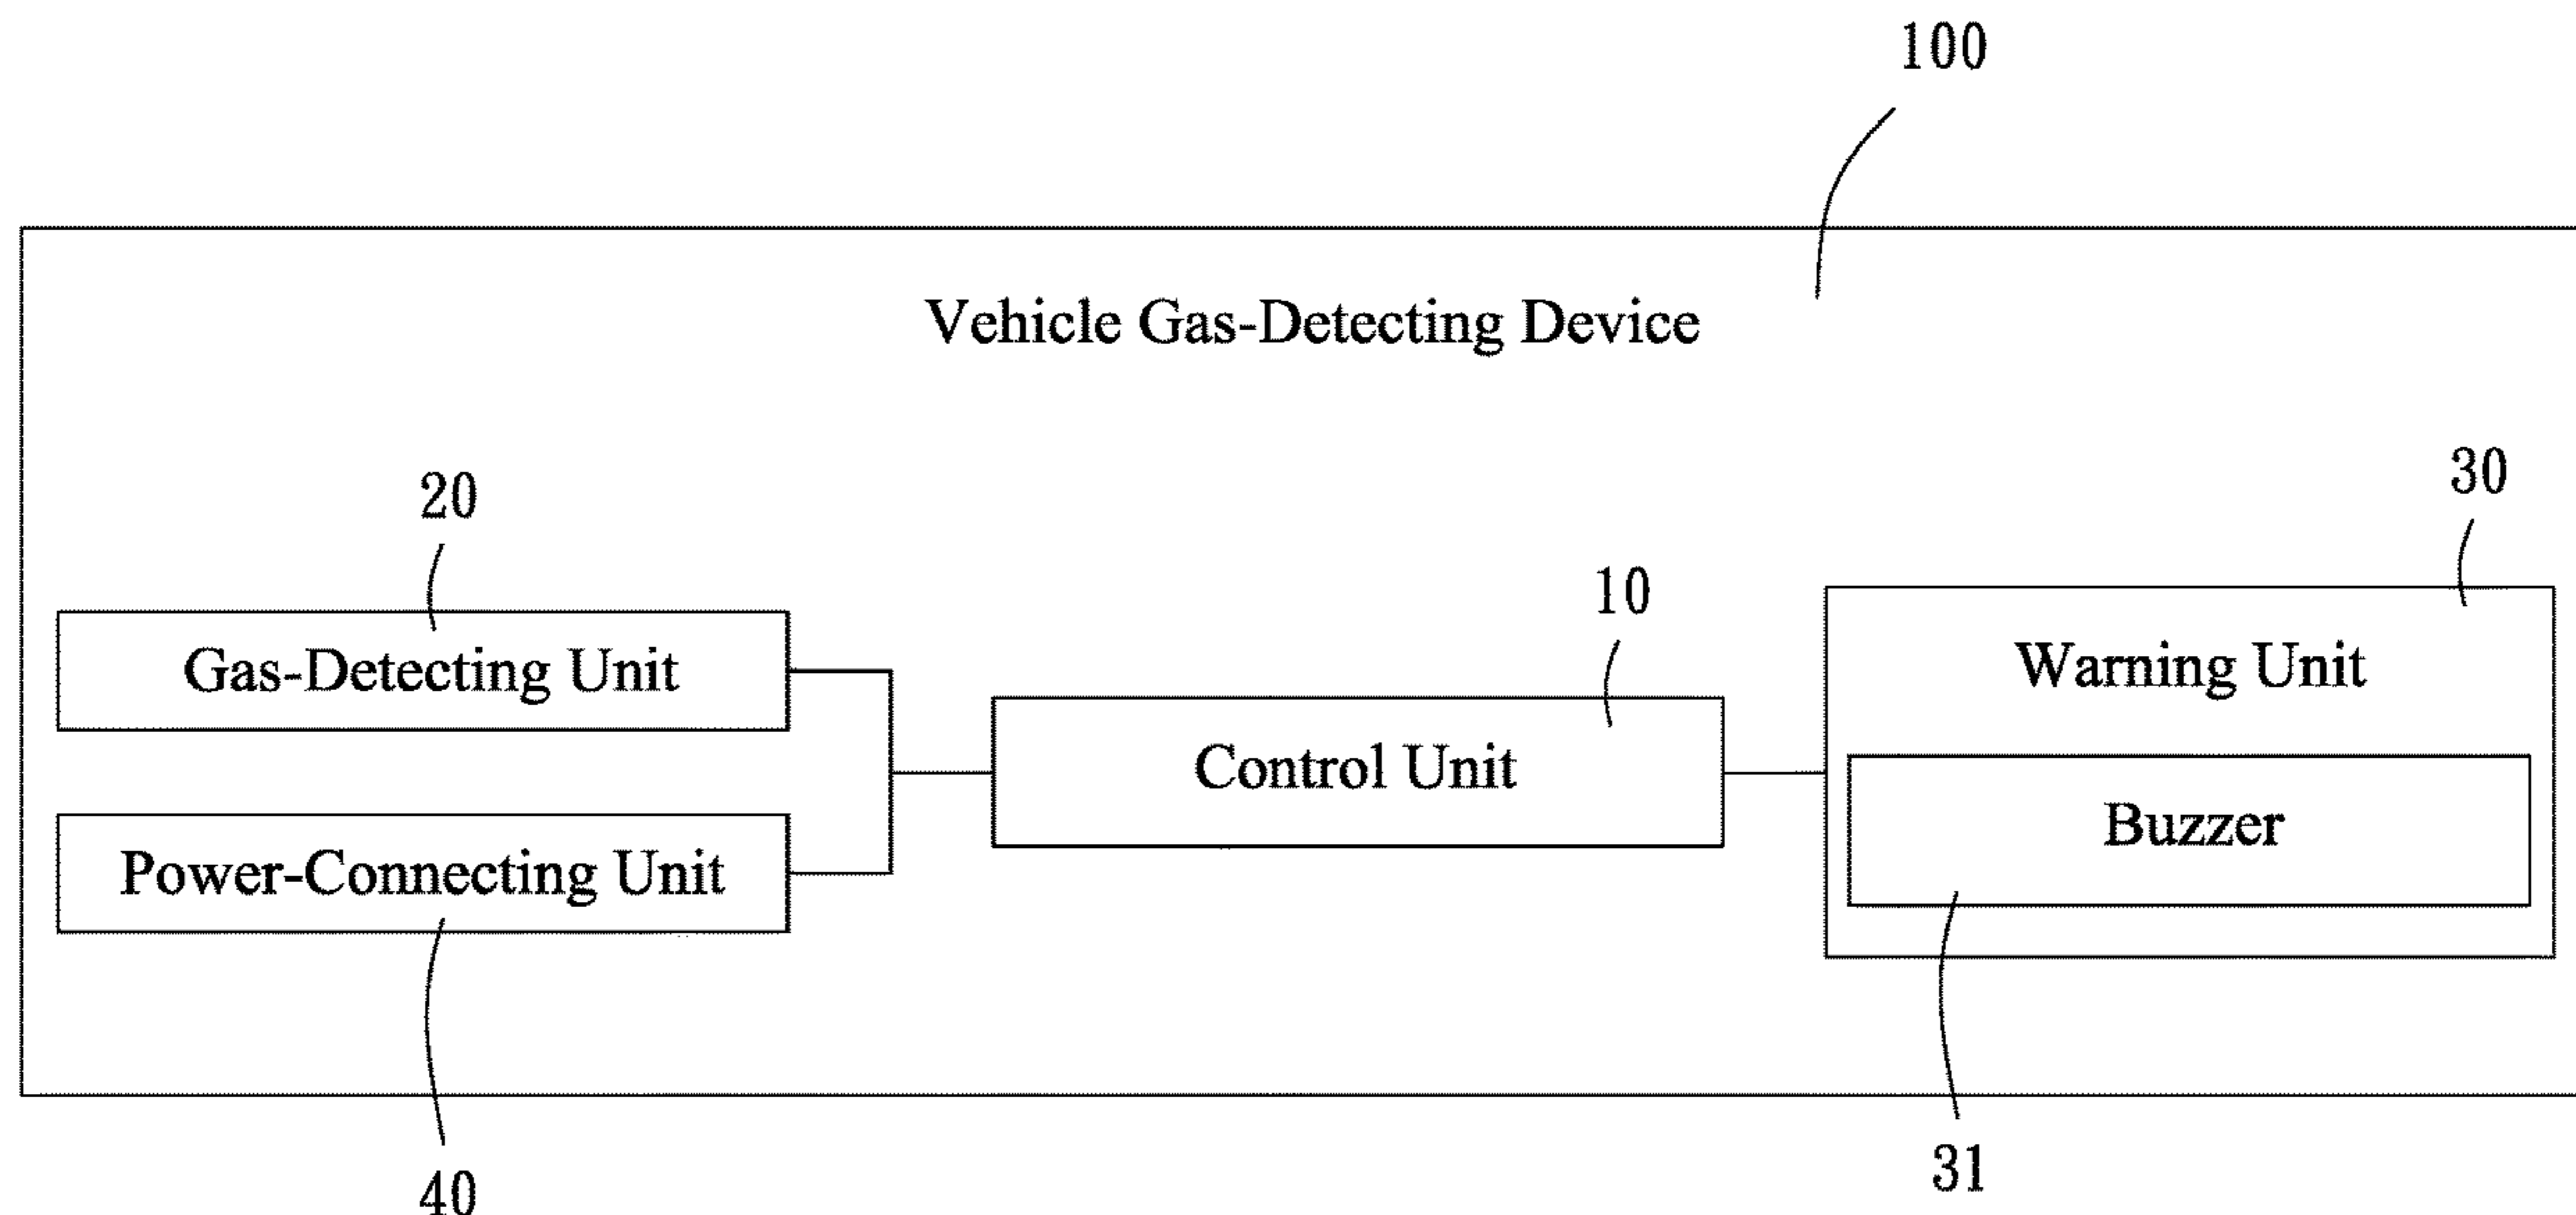 100
Vehicle Gas-Detecting Device
20
30
10
Gas-Detecting Unit
Warning Unit
Control Unit
Buzzer
Power-Connecting Unit
31
40